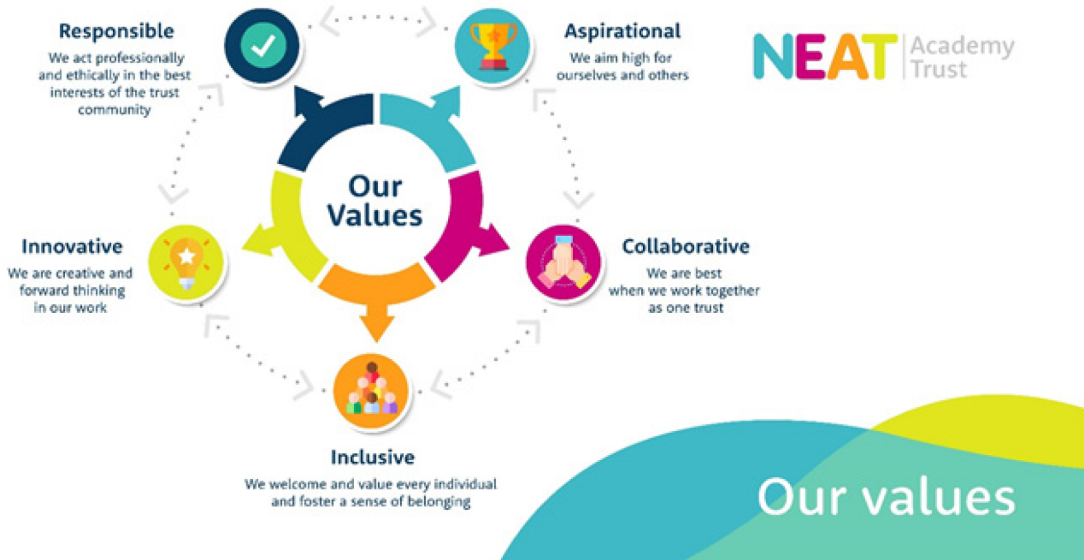 Responsible
We act professionally
and ethically in the best
interests of the trust
community
Aspirational
We aim high for
ourselves and others
NEAT
Academy
Trust
Our
Values
Innovative
We are creative and
forward thinking
in our work
Collaborative
We are best
when we work together
as one trust
Inclusive
We welcome and value every individual
and foster a sense of belonging
Our values